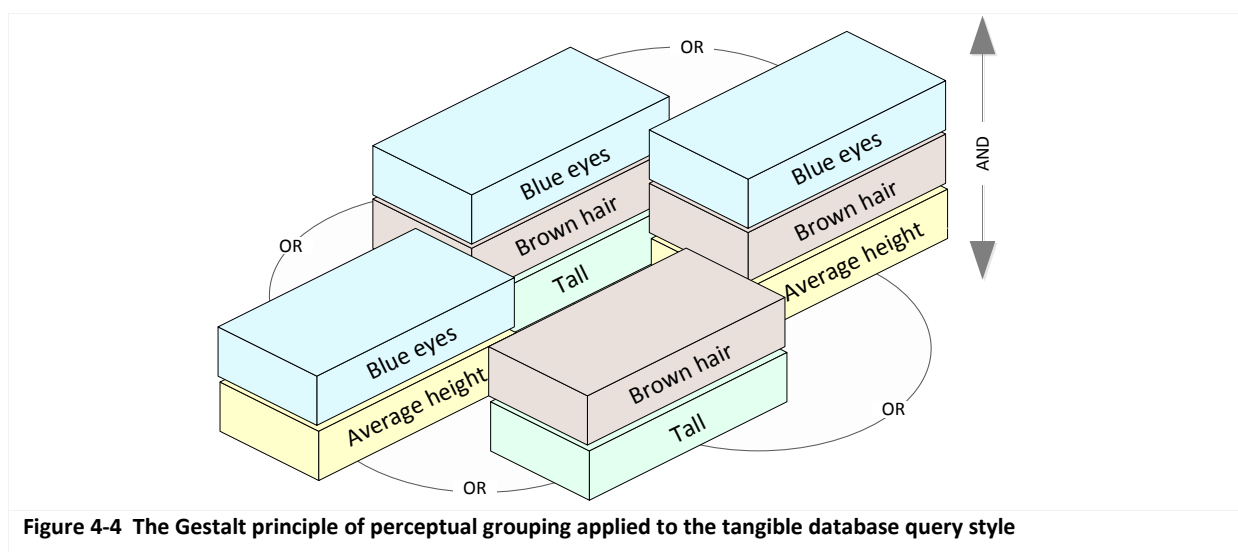 OR
Blue eyes
Brown hair
Tall
Blue eyes
Brown hair
Average height
AND
OR
Blue eyes
Average height
Brown hair
Tall
OR
OR
Figure 4-4 The Gestalt principle of perceptual grouping applied to the tangible database query style